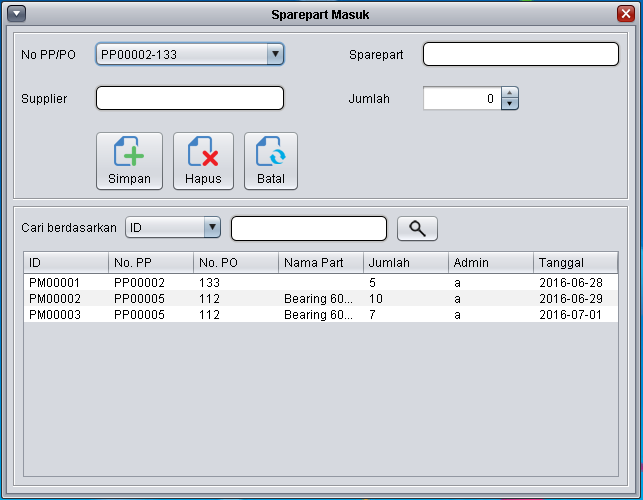 Sparepart Masuk
No PP/PO PP00002-133 Sparepart
Supplier Jumlah 0
Simpan Hapus Batal
Cari berdasarkan ID
ID No. PP No. PO Nama Part Jumlah Admin Tanggal
PM00001 PP00002 133 5 a 2016-06-28
PM00002 PP00005 112 Bearing 60... 10 a 2016-06-29
PM00003 PP00005 112 Bearing 60... 7 a 2016-07-01